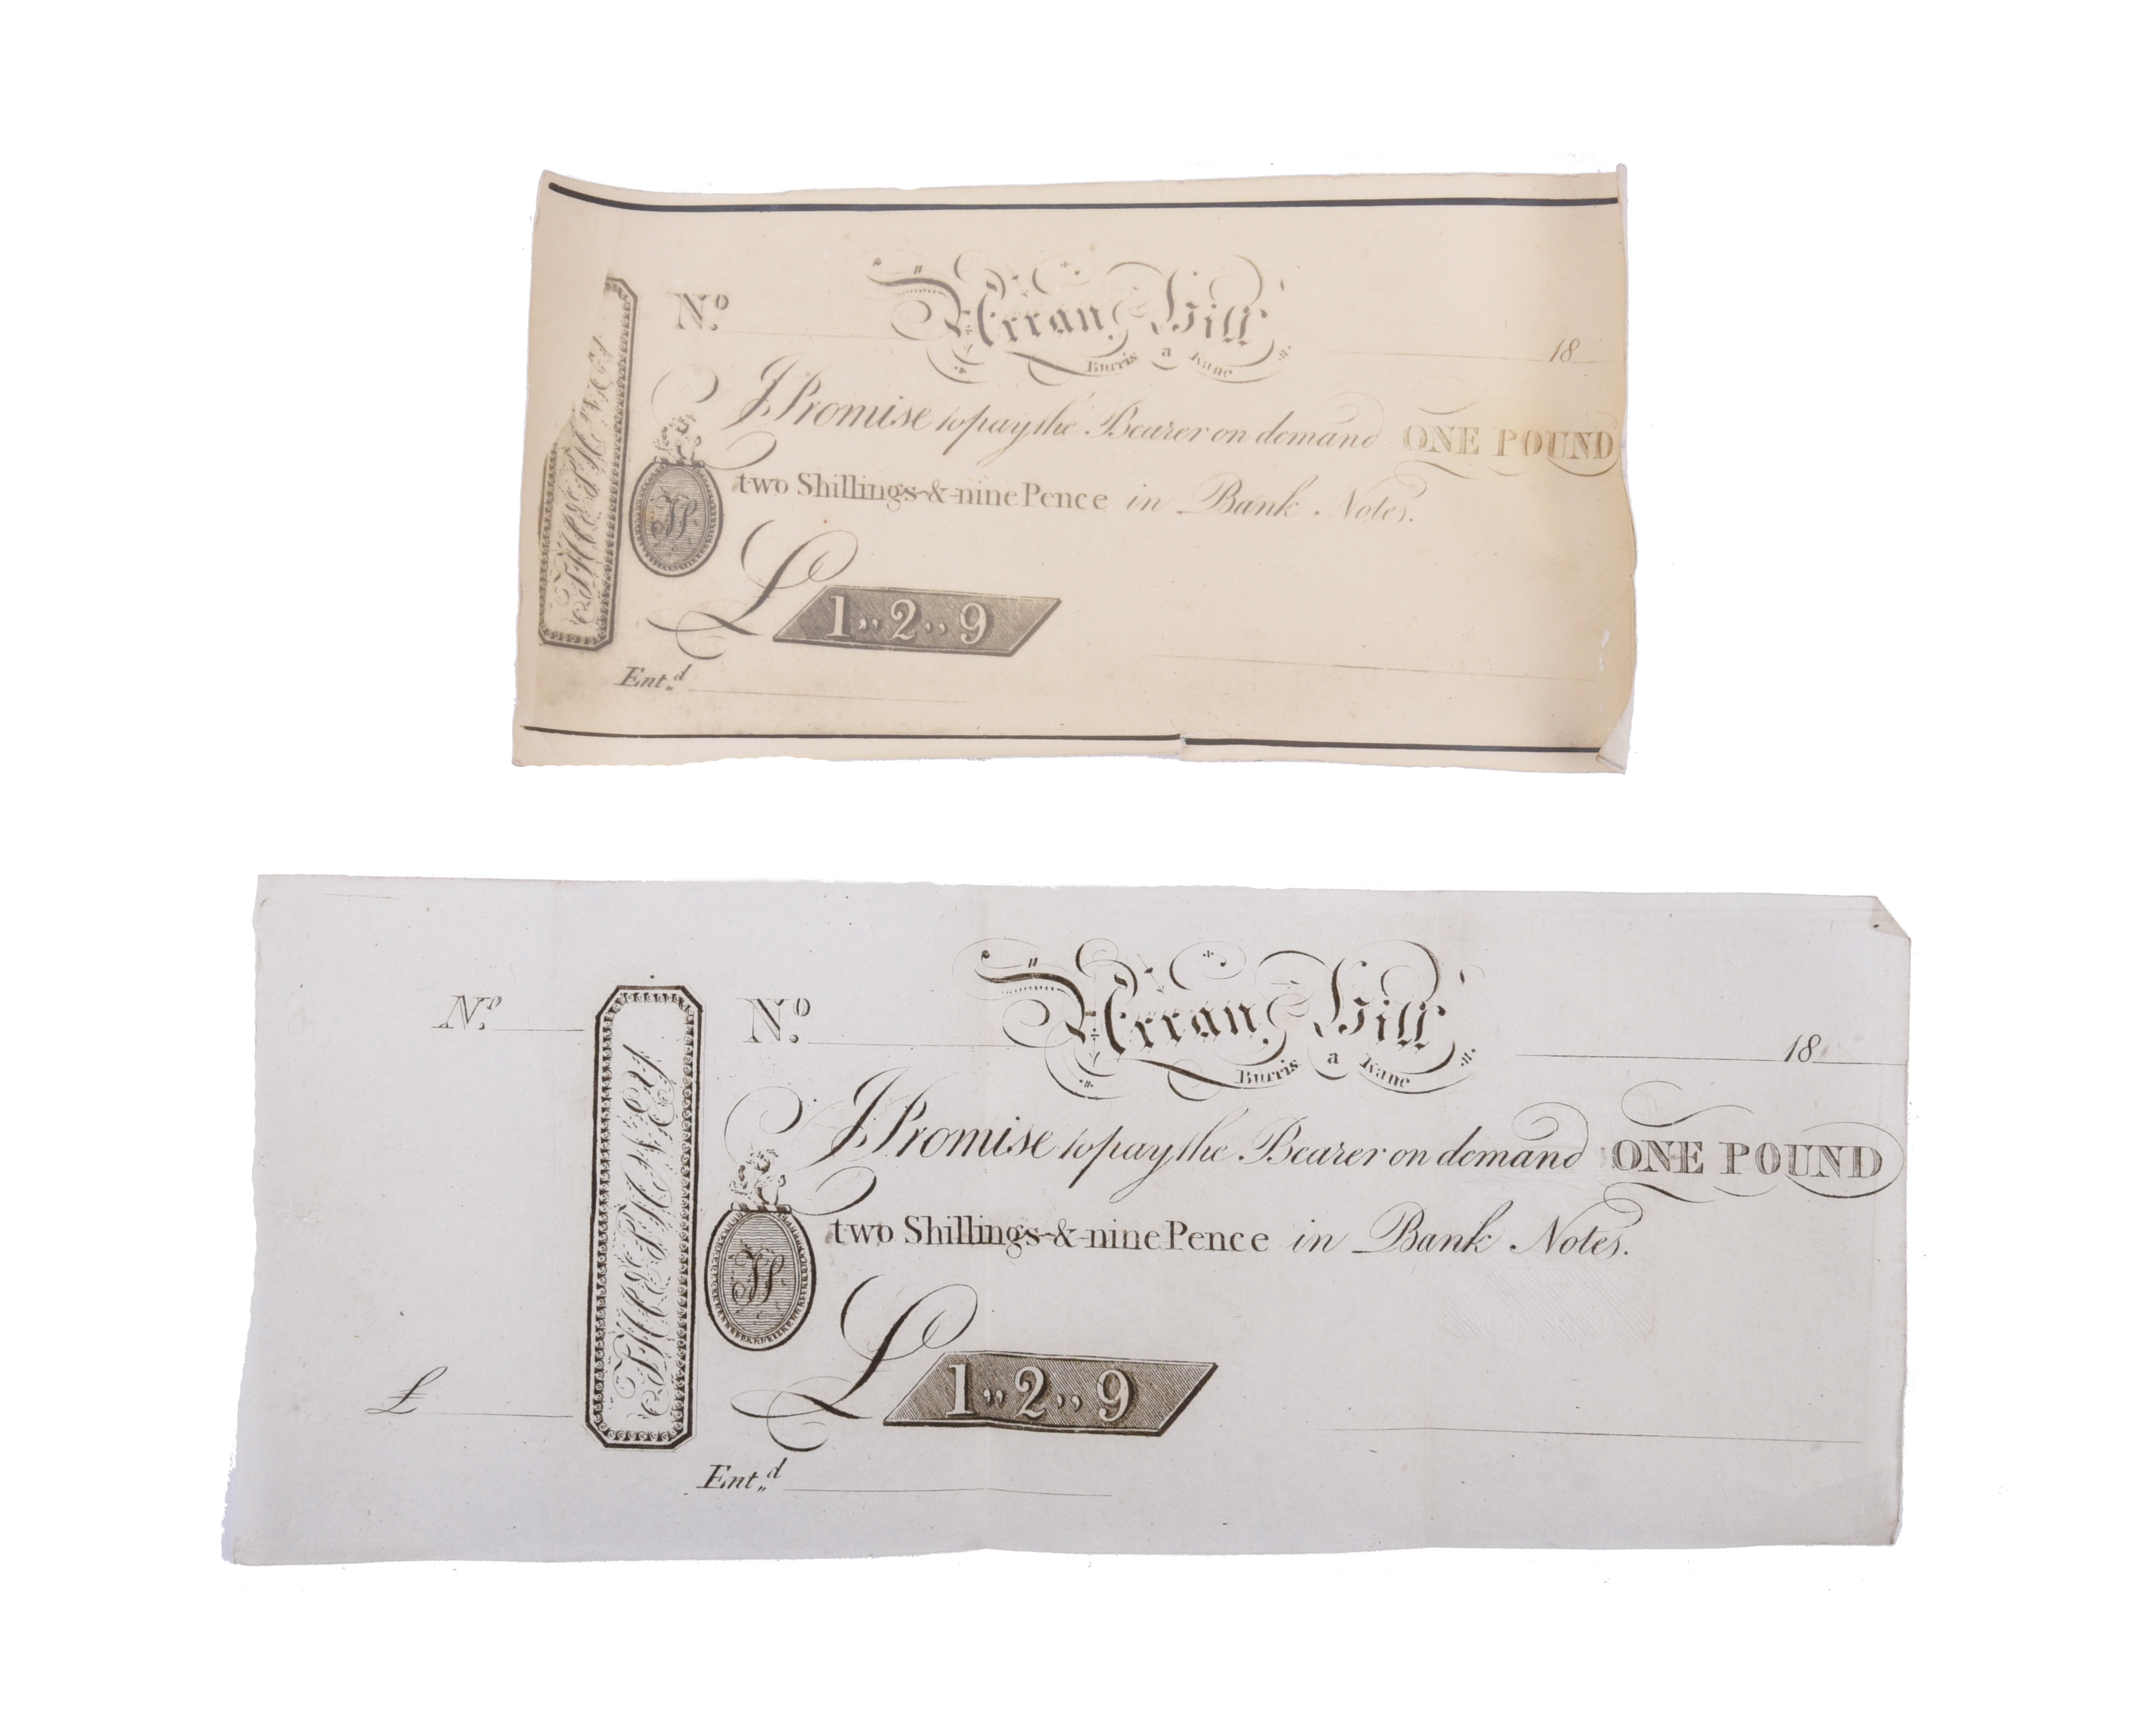 No.
Arran Hill
Burris a Kane
18
I Promise to pay the Bearer on demand ONE POUND
two Shillings & nine Pence in Bank Notes.
£ 1,,2,,9
Ent,,d
No.
No.
Arran Hill
Burris a Kane
18
I Promise to pay the Bearer on demand ONE POUND
two Shillings & nine Pence in Bank Notes.
£
£ 1,,2,,9
Ent,,d